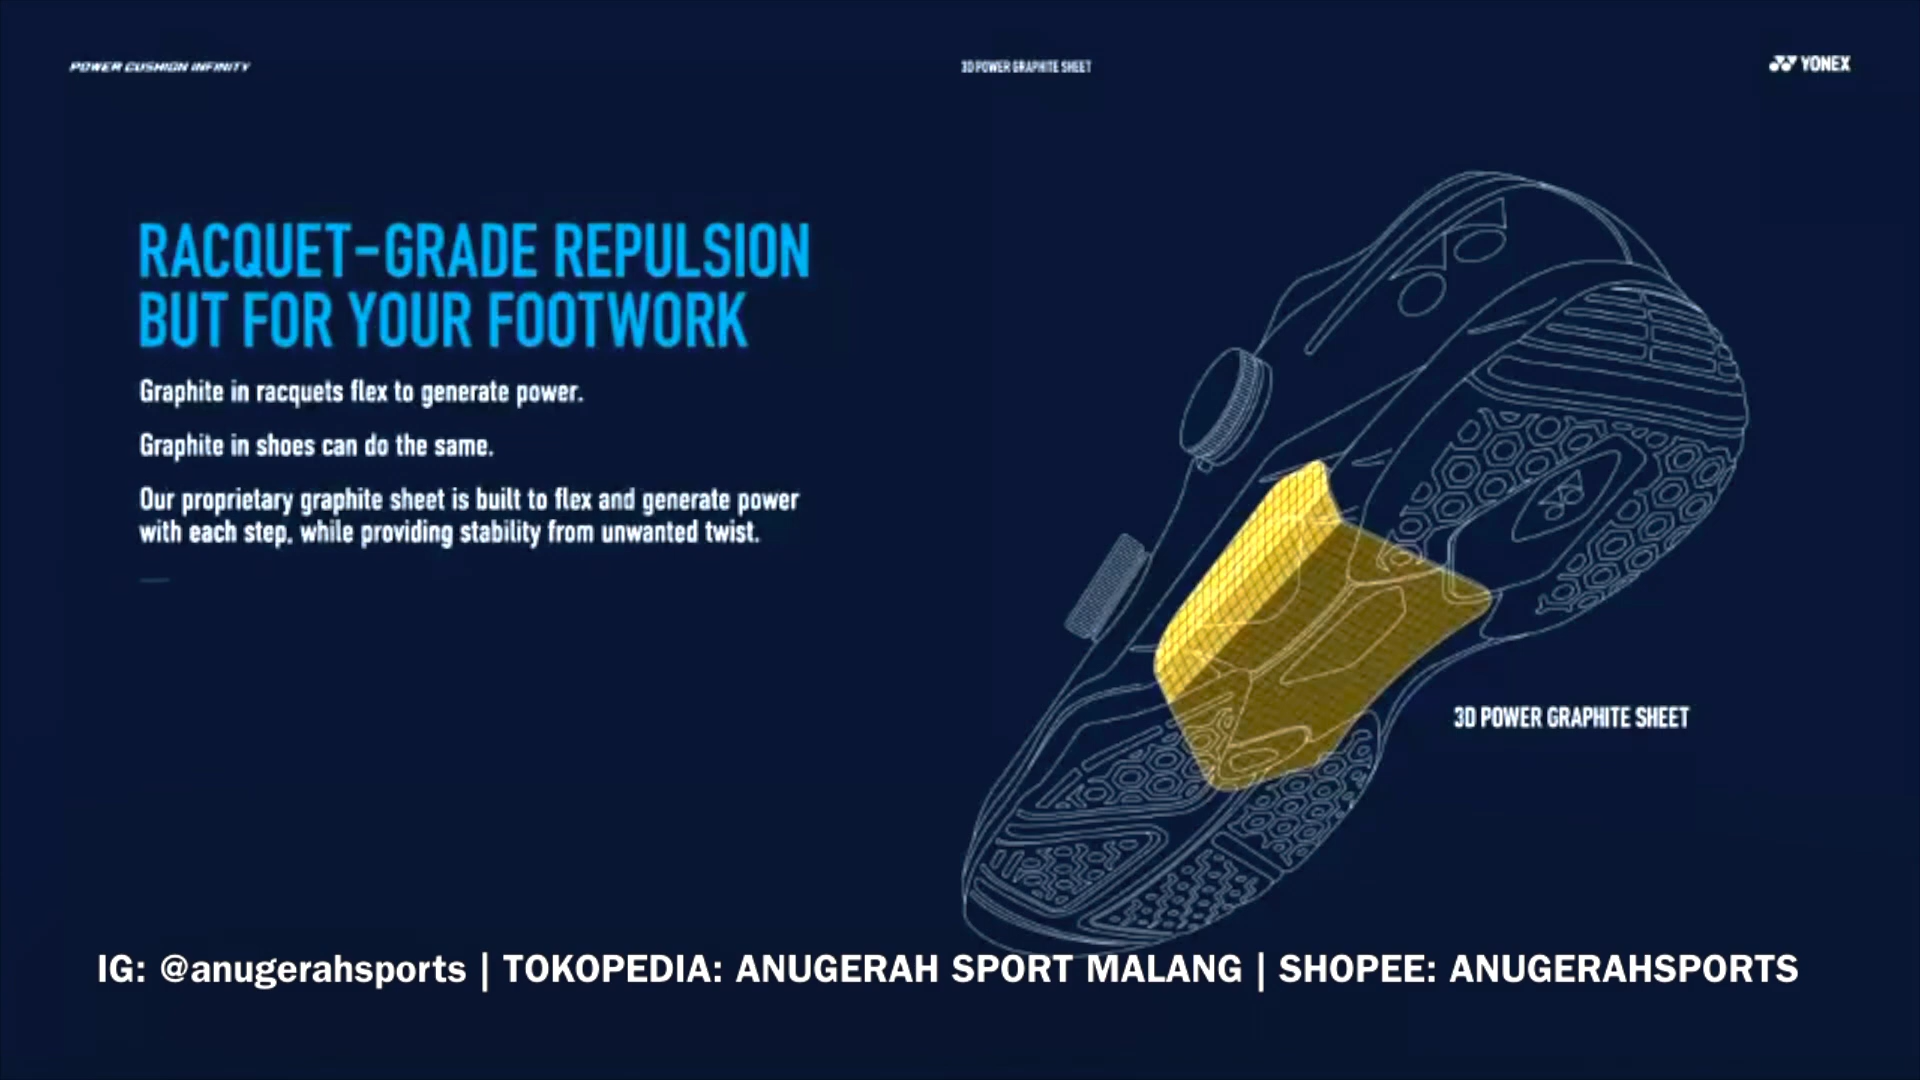 POWER CUSHION INFINITY
3D POWER GRAPHITE SHEET
YONEX
RACQUET-GRADE REPULSION
BUT FOR YOUR FOOTWORK
Graphite in racquets flex to generate power.
Graphite in shoes can do the same.
Our proprietary graphite sheet is built to flex and generate power
with each step, while providing stability from unwanted twist.
3D POWER GRAPHITE SHEET
IG: @anugerahsports | TOKOPEDIA: ANUGERAH SPORT MALANG | SHOPEE: ANUGERAHSPORTS